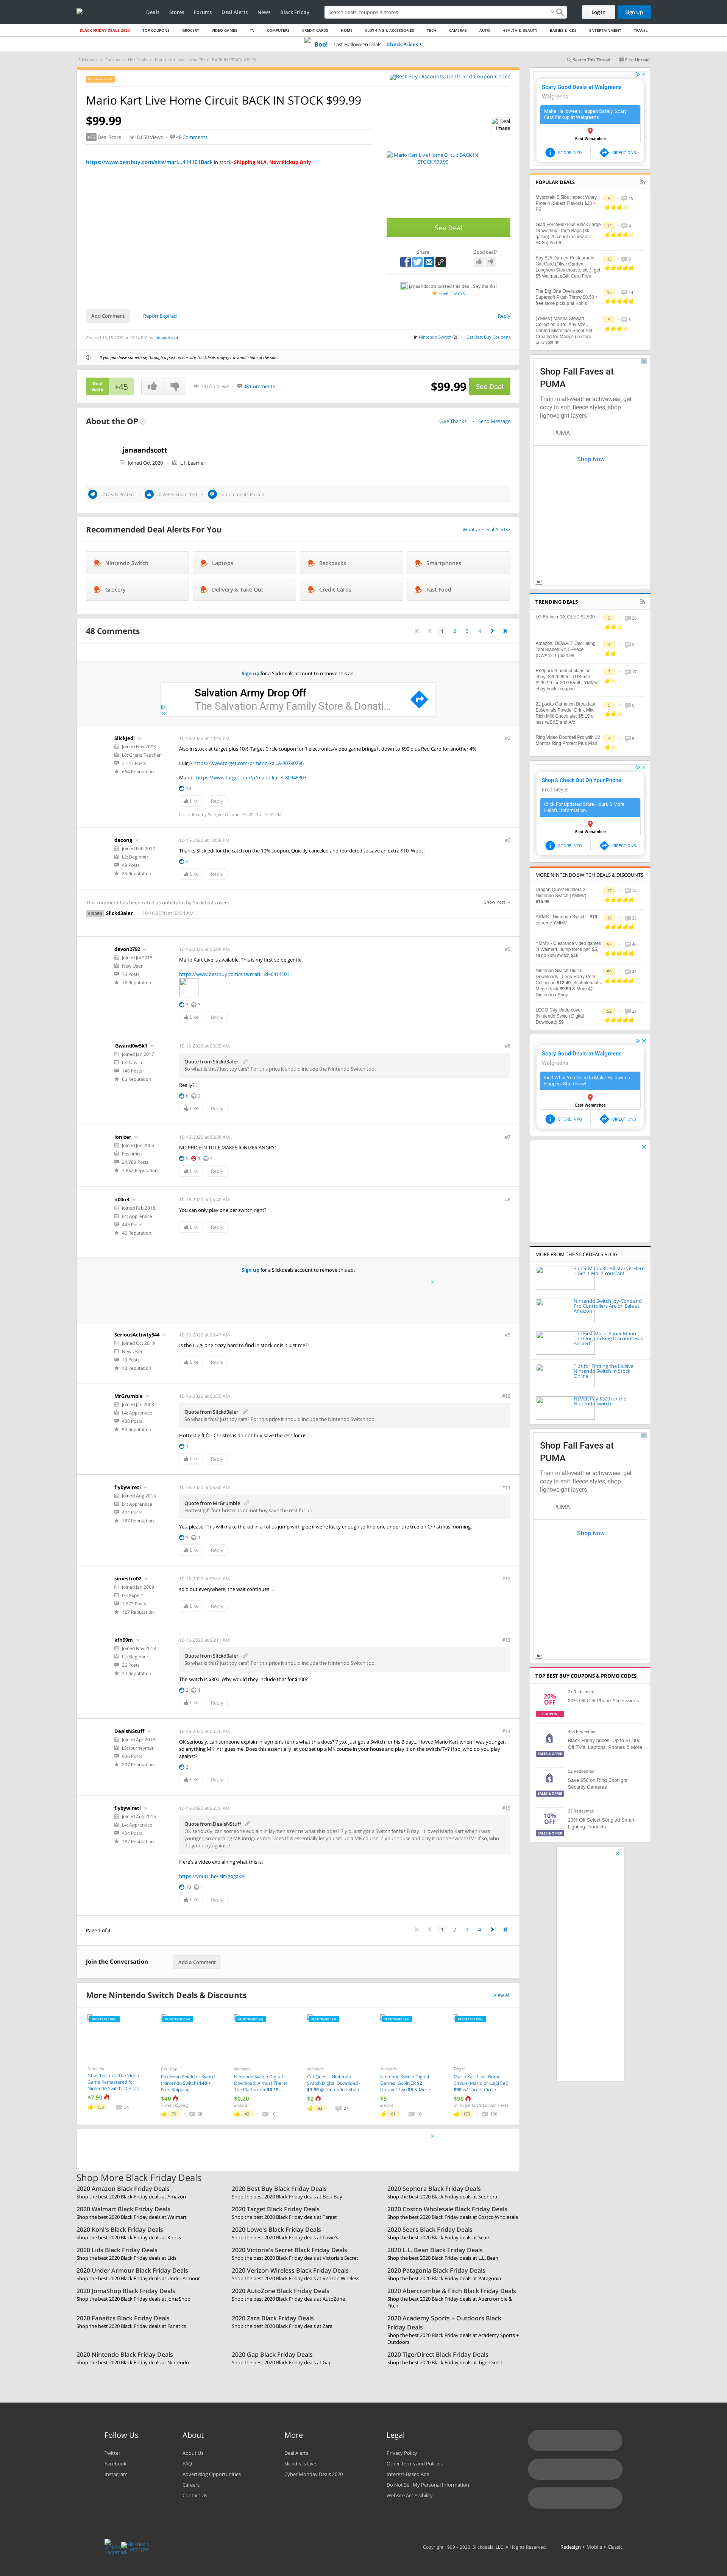 Deals Stores Forums Deal Alerts News Black Friday
Search deals, coupons & stores
Log In
Sign Up
BLACK FRIDAY DEALS 2020 TOP COUPONS GROCERY VIDEO GAMES TV COMPUTERS CREDIT CARDS HOME CLOTHING & ACCESSORIES TECH CAMERAS AUTO HEALTH & BEAUTY BABIES & KIDS ENTERTAINMENT TRAVEL
Boo! Last Halloween Deals Check Prices
Slickdeals Forums Hot Deals Mario Kart Live Home Circuit BACK IN STOCK $99.99
Search This Thread First Unread
Best Buy Discounts, Deals and Coupon Codes
Mario Kart Live Home Circuit BACK IN STOCK $99.99
$99.99
+45 Deal Score 18,650 Views 48 Comments
Deal Image
https://www.bestbuy.com/site/mari...414101Back in stock- Shipping NLA, Now Pickup Only
Mario Kart Live Home Circuit BACK IN STOCK $99.99
See Deal
Share
Good deal?
janaandscott posted this deal. Say thanks!
Give Thanks
Add Comment
Report Expired
Reply
Created 10-15-2020 at 10:24 PM by janaandscott
in Nintendo Switch (2) Get Best Buy Coupons
If you purchase something through a post on our site, Slickdeals may get a small share of the sale.
Deal Score +45
18,650 Views 48 Comments
$99.99 See Deal
About the OP
Give Thanks Send Message
janaandscott
Joined Oct 2020 L1: Learner
2 Deals Posted 0 Votes Submitted 2 Comments Posted
Recommended Deal Alerts For You
What are Deal Alerts?
Nintendo Switch Laptops Backpacks Smartphones
Grocery Delivery & Take Out Credit Cards Fast Food
48 Comments
1 2 3 4
Sign up for a Slickdeals account to remove this ad.
Salvation Army Drop Off
The Salvation Army Family Store & Donati...
SlickJedi
Joined Nov 2003
L8: Grand Teacher
3,147 Posts
664 Reputation
10-15-2020 at 10:49 PM
#2
Also in stock at target plus 10% Target Circle coupon for 1 electronics/video game brings it down to $90 plus Red Card for another 4%
Luigi - https://www.target.com/p/mario-ka...A-80790796
Mario - https://www.target.com/p/mario-ka...A-80948303
13
Like Reply
Last edited by SlickJedi October 15, 2020 at 10:51 PM.
dacong
Joined Feb 2017
L2: Beginner
49 Posts
25 Reputation
10-15-2020 at 10:58 PM
#3
Thanks SlickJedi for the catch on the 10% coupon. Quickly cancelled and reordered to save an extra $10. Woot!
2
Like Reply
This comment has been rated as unhelpful by Slickdeals users
Show Post
HIDDEN Slickd3aler 10-16-2020 at 02:24 AM
devon2792
Joined Jul 2015
New User
75 Posts
18 Reputation
10-16-2020 at 05:05 AM
#5
Mario Kart Live is available. This is my first so be gentle.
https://www.bestbuy.com/site/mari...Id=6414101
3 3
Like Reply
l3wand0w5k1
Joined Jan 2017
L3: Novice
146 Posts
66 Reputation
10-16-2020 at 05:35 AM
#6
Quote from Slickd3aler
So what is this? Just toy cars? For this price it should include the Nintendo Switch too.
Really? :|
6 2
Like Reply
ionizer
Joined Jun 2005
Pessimist
24,789 Posts
3,652 Reputation
10-16-2020 at 05:36 AM
#7
NO PRICE IN TITLE MAKES IONIZER ANGRY!
5 1 4
Like Reply
n00n3
Joined Feb 2018
L4: Apprentice
445 Posts
46 Reputation
10-16-2020 at 05:40 AM
#8
You can only play one per switch right?
Like Reply
Sign up for a Slickdeals account to remove this ad.
SeriousActivity544
Joined Oct 2019
New User
10 Posts
10 Reputation
10-16-2020 at 05:47 AM
#9
Is the Luigi one crazy hard to find in stock or is it just me?!
Like Reply
MrGrumble
Joined Jan 2008
L4: Apprentice
438 Posts
50 Reputation
10-16-2020 at 05:55 AM
#10
Quote from Slickd3aler
So what is this? Just toy cars? For this price it should include the Nintendo Switch too.
Hottest gift for Christmas do not buy save the rest for us.
1
Like Reply
flybywiretl
Joined Aug 2015
L4: Apprentice
424 Posts
187 Reputation
10-16-2020 at 06:00 AM
#11
Quote from MrGrumble
Hottest gift for Christmas do not buy save the rest for us.
Yes, please! This will make the kid in all of us jump with glee if we're lucky enough to find one under the tree on Christmas morning.
1 1
Like Reply
siniestro02
Joined Jan 2009
L6: Expert
1,573 Posts
127 Reputation
10-16-2020 at 06:01 AM
#12
sold out everywhere, the wait continues....
Like Reply
kfh99m
Joined Nov 2013
L2: Beginner
36 Posts
14 Reputation
10-16-2020 at 06:11 AM
#13
Quote from Slickd3aler
So what is this? Just toy cars? For this price it should include the Nintendo Switch too.
The switch is $300. Why would they include that for $100?
2 1
Like Reply
DealsNStuff
Joined Apr 2013
L5: Journeyman
906 Posts
207 Reputation
10-16-2020 at 06:20 AM
#14
OK seriously, can someone explain in laymen's terms what this does? 7 y.o. just got a Switch for his B'day... I loved Mario Kart when I was younger, so anything MK intrigues me. Does this essentially let you set up a MK course in your house and play it on the switch/TV? If so, who do you play against?
2
Like Reply
flybywiretl
Joined Aug 2015
L4: Apprentice
424 Posts
187 Reputation
10-16-2020 at 06:33 AM
#15
Quote from DealsNStuff
OK seriously, can someone explain in laymen's terms what this does? 7 y.o. just got a Switch for his B'day... I loved Mario Kart when I was younger, so anything MK intrigues me. Does this essentially let you set up a MK course in your house and play it on the switch/TV? If so, who do you play against?
Here's a video explaining what this is:
10 1
Like Reply
Page 1 of 4
1 2 3 4
Join the Conversation
Add a Comment
More Nintendo Switch Deals & Discounts
View All
Nintendo
Ghostbusters: The Video Game Remastered for Nintendo Switch- Digital...
$7.50
Best Buy
Pokémon Shield or Sword (Nintendo Switch) $40 + Free Shipping
$40
+ Free Shipping
Nintendo
Nintendo Switch Digital Download: Almost There: The Platformer $0.19,...
$0.20
& More
Nintendo
Cat Quest - Nintendo Switch Digital Download - $1.99 @ Nintendo eShop
$2
Nintendo
Nintendo Switch Digital Games: GoNNER $2, Unravel Two $5 & More
$5
& More
Target
Mario Kart Live: Home Circuit (Mario or Luigi Set) $90 w/ Target Circle...
$90
w/ Target Circle Coupon + Free
Shop More Black Friday Deals
2020 Amazon Black Friday Deals
Shop the best 2020 Black Friday deals at Amazon
2020 Best Buy Black Friday Deals
Shop the best 2020 Black Friday deals at Best Buy
2020 Sephora Black Friday Deals
Shop the best 2020 Black Friday deals at Sephora
2020 Walmart Black Friday Deals
Shop the best 2020 Black Friday deals at Walmart
2020 Target Black Friday Deals
Shop the best 2020 Black Friday deals at Target
2020 Costco Wholesale Black Friday Deals
Shop the best 2020 Black Friday deals at Costco Wholesale
2020 Kohl's Black Friday Deals
Shop the best 2020 Black Friday deals at Kohl's
2020 Lowe's Black Friday Deals
Shop the best 2020 Black Friday deals at Lowe's
2020 Sears Black Friday Deals
Shop the best 2020 Black Friday deals at Sears
2020 Lids Black Friday Deals
Shop the best 2020 Black Friday deals at Lids
2020 Victoria's Secret Black Friday Deals
Shop the best 2020 Black Friday deals at Victoria's Secret
2020 L.L. Bean Black Friday Deals
Shop the best 2020 Black Friday deals at L.L. Bean
2020 Under Armour Black Friday Deals
Shop the best 2020 Black Friday deals at Under Armour
2020 Verizon Wireless Black Friday Deals
Shop the best 2020 Black Friday deals at Verizon Wireless
2020 Patagonia Black Friday Deals
Shop the best 2020 Black Friday deals at Patagonia
2020 JomaShop Black Friday Deals
Shop the best 2020 Black Friday deals at JomaShop
2020 AutoZone Black Friday Deals
Shop the best 2020 Black Friday deals at AutoZone
2020 Abercrombie & Fitch Black Friday Deals
Shop the best 2020 Black Friday deals at Abercrombie & Fitch
2020 Fanatics Black Friday Deals
Shop the best 2020 Black Friday deals at Fanatics
2020 Zara Black Friday Deals
Shop the best 2020 Black Friday deals at Zara
2020 Academy Sports + Outdoors Black Friday Deals
Shop the best 2020 Black Friday deals at Academy Sports + Outdoors
2020 Nintendo Black Friday Deals
Shop the best 2020 Black Friday deals at Nintendo
2020 Gap Black Friday Deals
Shop the best 2020 Black Friday deals at Gap
2020 TigerDirect Black Friday Deals
Shop the best 2020 Black Friday deals at TigerDirect
Scary Good Deals at Walgreens
Walgreens
Make Halloween Happen Safely. Scary Fast Pickup at Walgreens
East Wenatchee
STORE INFO DIRECTIONS
POPULAR DEALS
Myprotein 5.5lbs Impact Whey Protein (Select Flavors) $28 + FS
Glad ForceFlexPlus Black Large Drawstring Trash Bags (30-gallon) 25 count (as low as $4.85) $6.06
Buy $25 Darden Restaurants Gift Card (Olive Garden, Longhorn Steakhouse, etc.), get $5 Walmart eGift Card Free
The Big One Oversized Supersoft Plush Throw $8.50 + free store pickup at Kohls
(YMMV) Martha Stewart Collection 3-Pc. Any size . Printed Microfiber Sheet Set, Created for Macy's (in store price) $8.99
Shop Fall Faves at PUMA
Train in all-weather activewear, get cozy in soft fleece styles, shop lightweight layers
PUMA
Shop Now
Ad
TRENDING DEALS
LG 65-Inch GX OLED $2,500
Amazon: DEWALT Oscillating Tool Blades Kit, 5-Piece (DWA4216) $24.98
Redpocket annual plans on ebay: $209.99 for 7GB/mth, $299.99 for 20 GB/mth; YMMV ebay bucks coupon
22 packs Carnation Breakfast Essentials Powder Drink Mix, Rich Milk Chocolate: $5.19 or less w/S&S and A/c
Ring Video Doorbell Pro with 12 Months Ring Protect Plus Plan
Shop & Check Out On Your Phone
Fred Meyer
Click For Updated Store Hours & More Helpful Information
East Wenatchee
STORE INFO DIRECTIONS
MORE NINTENDO SWITCH DEALS & DISCOUNTS
Dragon Quest Builders 2 - Nintendo Switch (YMMV) $15.99
ARMS - Nintendo Switch - $19 - extreme YMMV
YMMV - Clearance video games in Walmart, Jump force ps4 $5, Ni no kuni switch $10
Nintendo Switch Digital Downloads - Lego Harry Potter Collection $12.49, Scribblenauts Mega Pack $9.99 & More @ Nintendo eShop
LEGO City Undercover (Nintendo Switch Digital Download) $9
Scary Good Deals at Walgreens
Walgreens
Find What You Need to Make Halloween Happen. Shop Now!
East Wenatchee
STORE INFO DIRECTIONS
MORE FROM THE SLICKDEALS BLOG
Super Mario 3D All-Stars is Here – Get it While You Can!
Nintendo Switch Joy-Cons and Pro Controllers Are on Sale at Amazon
The First Major Paper Mario: The Origami King Discount Has Arrived
Tips for Finding the Elusive Nintendo Switch In Stock Online
NEVER Pay $300 for the Nintendo Switch
Shop Fall Faves at PUMA
Train in all-weather activewear, get cozy in soft fleece styles, shop lightweight layers
PUMA
Shop Now
Ad
TOP BEST BUY COUPONS & PROMO CODES
20% OFF
COUPON
26 Redeemed
20% Off Cell Phone Accessories
SALES & OFFER
458 Redeemed
Black Friday prices- Up to $1,000 Off TV's, Laptops, Phones & More
SALES & OFFER
52 Redeemed
Save $50 on Ring Spotlight Security Cameras
10% OFF
SALES & OFFER
37 Redeemed
10% Off Select Sengled Smart Lighting Products
Follow Us
Twitter
Facebook
Instagram
About
About Us
FAQ
Advertising Opportunities
Careers
Contact Us
More
Deal Alerts
Slickdeals Live
Cyber Monday Deals 2020
Legal
Privacy Policy
Other Terms and Policies
Interest-Based Ads
Do Not Sell My Personal Information
Website Accessibility
Copyright 1999 - 2020. Slickdeals, LLC. All Rights Reserved. Redesign • Mobile • Classic